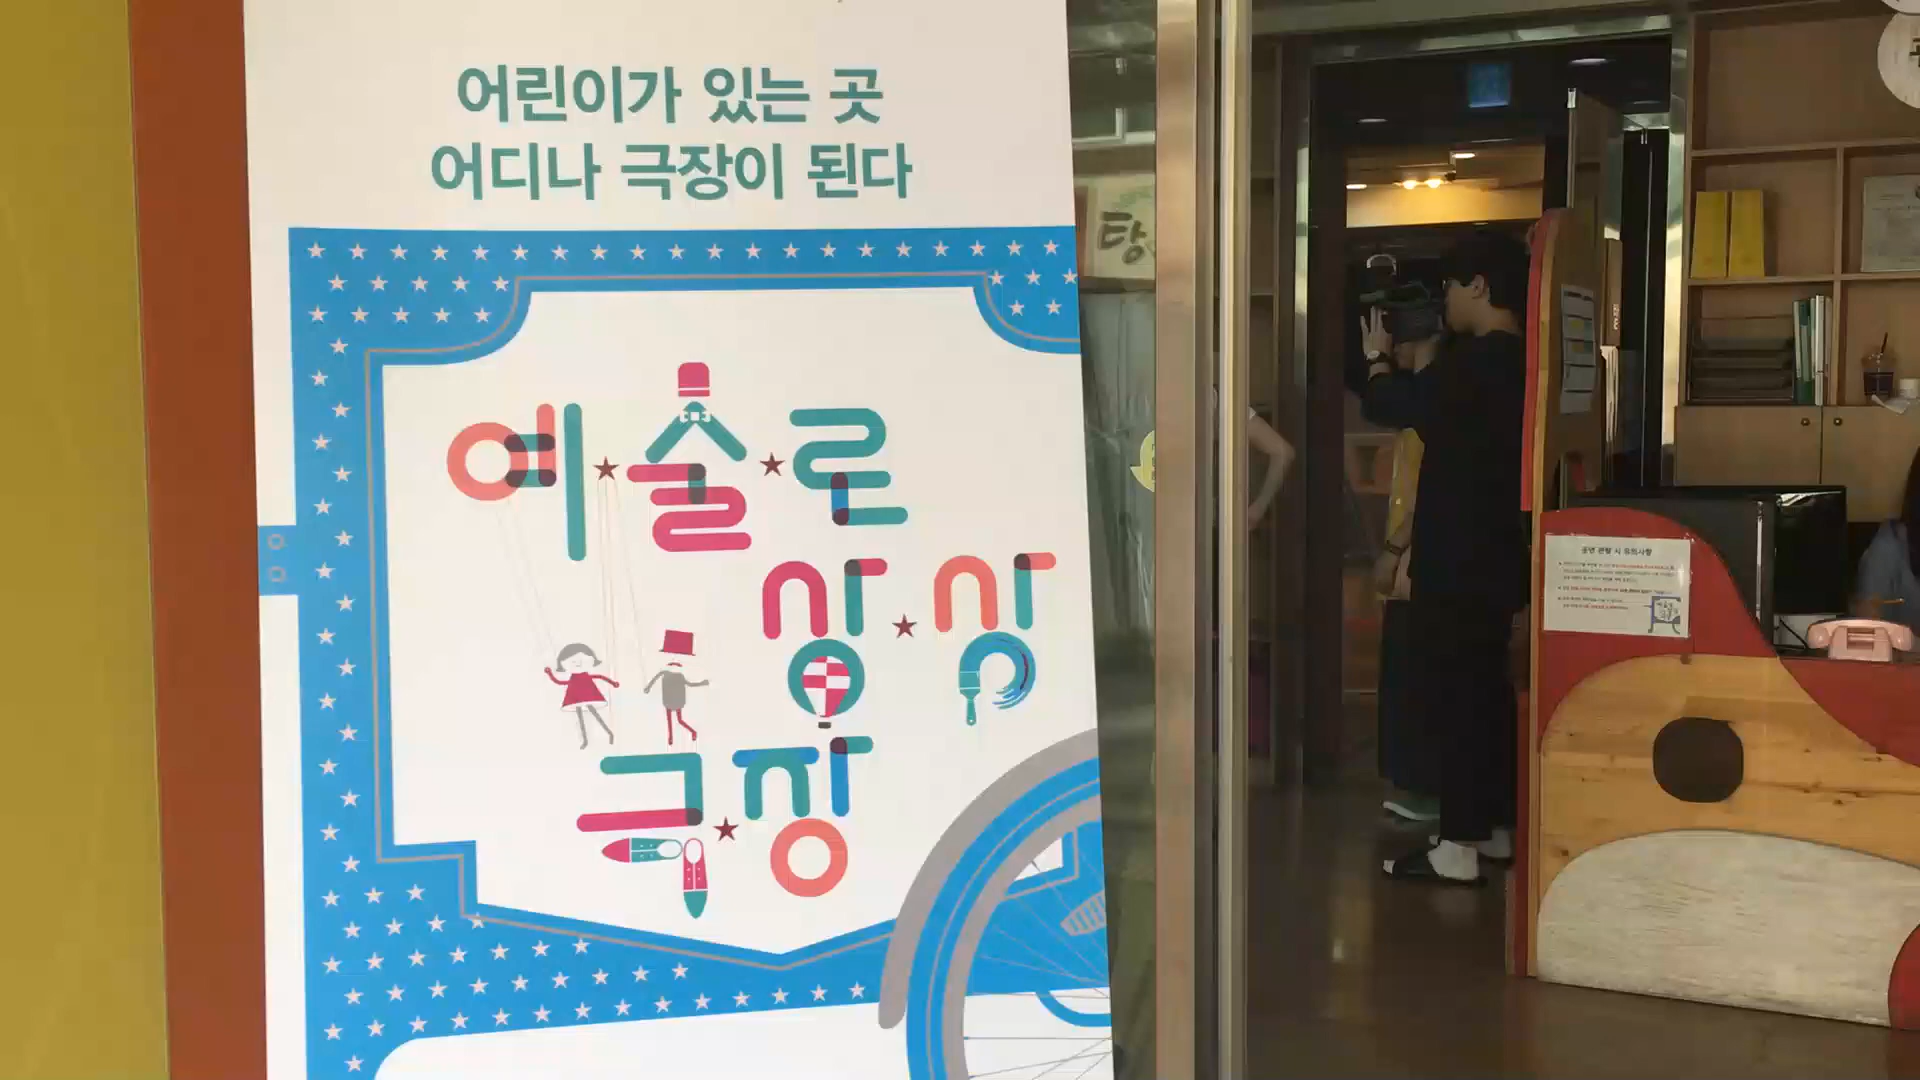 어린이가 있는 곳
어디나 극장이 된다
예술로
상상
극장
탕
공연 관람 시 유의사항